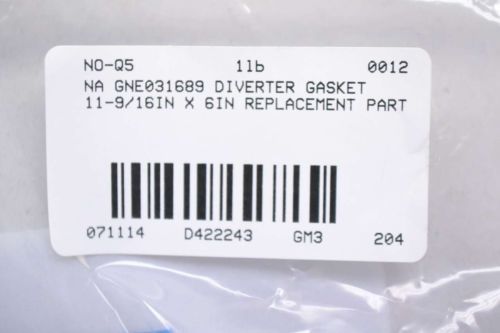 NO-Q5 1lb 0012
NA GNE031689 DIVERTER GASKET
11-9/16IN X 6IN REPLACEMENT PART
071114 D422243 GM3 204